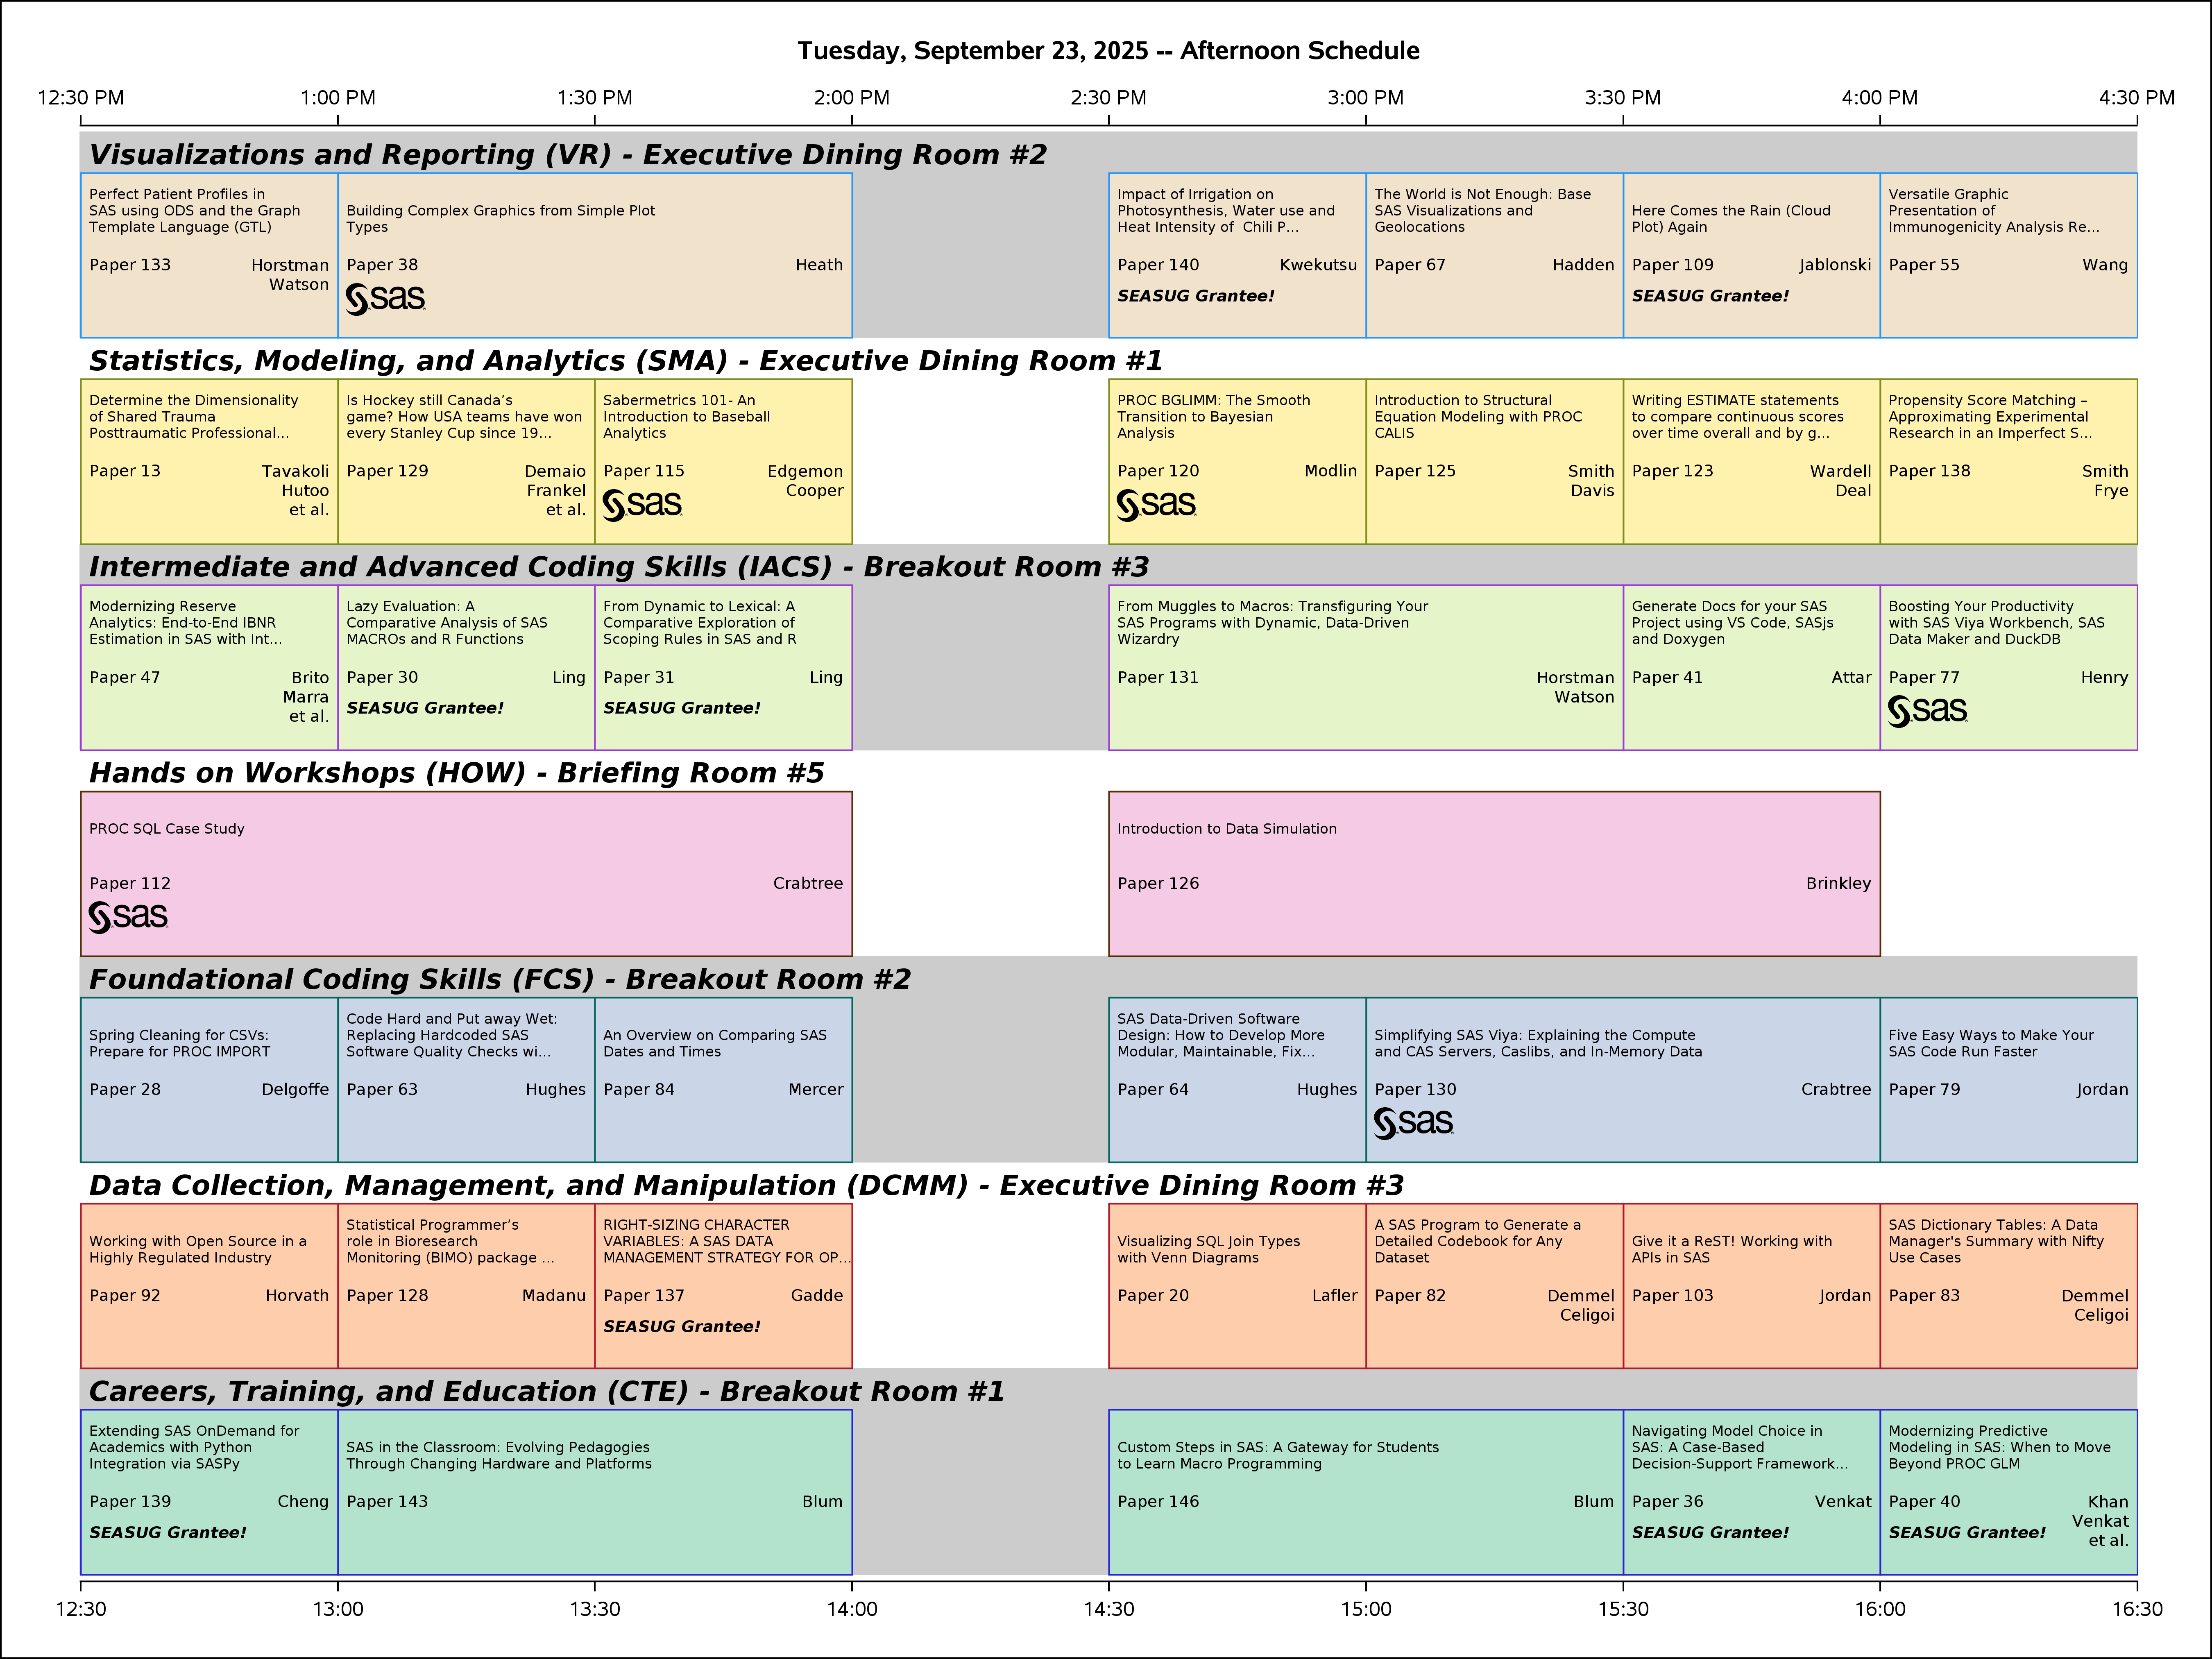 Tuesday, September 23, 2025 -- Afternoon Schedule
12:30 PM 1:00 PM 1:30 PM 2:00 PM 2:30 PM 3:00 PM 3:30 PM 4:00 PM 4:30 PM
Visualizations and Reporting (VR) - Executive Dining Room #2
Perfect Patient Profiles in
SAS using ODS and the Graph
Template Language (GTL)
Paper 133 Horstman
Watson
Building Complex Graphics from Simple Plot
Types
Paper 38 Heath
sas
Impact of Irrigation on
Photosynthesis, Water use and
Heat Intensity of Chili P...
Paper 140 Kwekutsu
SEASUG Grantee!
The World is Not Enough: Base
SAS Visualizations and
Geolocations
Paper 67 Hadden
Here Comes the Rain (Cloud
Plot) Again
Paper 109 Jablonski
SEASUG Grantee!
Versatile Graphic
Presentation of
Immunogenicity Analysis Re...
Paper 55 Wang
Statistics, Modeling, and Analytics (SMA) - Executive Dining Room #1
Determine the Dimensionality
of Shared Trauma
Posttraumatic Professional...
Paper 13 Tavakoli
Hutoo
et al.
Is Hockey still Canada’s
game? How USA teams have won
every Stanley Cup since 19...
Paper 129 Demaio
Frankel
et al.
Sabermetrics 101- An
Introduction to Baseball
Analytics
Paper 115 Edgemon
Cooper
sas
PROC BGLIMM: The Smooth
Transition to Bayesian
Analysis
Paper 120 Modlin
sas
Introduction to Structural
Equation Modeling with PROC
CALIS
Paper 125 Smith
Davis
Writing ESTIMATE statements
to compare continuous scores
over time overall and by g...
Paper 123 Wardell
Deal
Propensity Score Matching –
Approximating Experimental
Research in an Imperfect S...
Paper 138 Smith
Frye
Intermediate and Advanced Coding Skills (IACS) - Breakout Room #3
Modernizing Reserve
Analytics: End-to-End IBNR
Estimation in SAS with Int...
Paper 47 Brito
Marra
et al.
Lazy Evaluation: A
Comparative Analysis of SAS
MACROs and R Functions
Paper 30 Ling
SEASUG Grantee!
From Dynamic to Lexical: A
Comparative Exploration of
Scoping Rules in SAS and R
Paper 31 Ling
SEASUG Grantee!
From Muggles to Macros: Transfiguring Your
SAS Programs with Dynamic, Data-Driven
Wizardry
Paper 131 Horstman
Watson
Generate Docs for your SAS
Project using VS Code, SASjs
and Doxygen
Paper 41 Attar
Boosting Your Productivity
with SAS Viya Workbench, SAS
Data Maker and DuckDB
Paper 77 Henry
sas
Hands on Workshops (HOW) - Briefing Room #5
PROC SQL Case Study
Paper 112 Crabtree
sas
Introduction to Data Simulation
Paper 126 Brinkley
Foundational Coding Skills (FCS) - Breakout Room #2
Spring Cleaning for CSVs:
Prepare for PROC IMPORT
Paper 28 Delgoffe
Code Hard and Put away Wet:
Replacing Hardcoded SAS
Software Quality Checks wi...
Paper 63 Hughes
An Overview on Comparing SAS
Dates and Times
Paper 84 Mercer
SAS Data-Driven Software
Design: How to Develop More
Modular, Maintainable, Fix...
Paper 64 Hughes
Simplifying SAS Viya: Explaining the Compute
and CAS Servers, Caslibs, and In-Memory Data
Paper 130 Crabtree
sas
Five Easy Ways to Make Your
SAS Code Run Faster
Paper 79 Jordan
Data Collection, Management, and Manipulation (DCMM) - Executive Dining Room #3
Working with Open Source in a
Highly Regulated Industry
Paper 92 Horvath
Statistical Programmer’s
role in Bioresearch
Monitoring (BIMO) package ...
Paper 128 Madanu
RIGHT-SIZING CHARACTER
VARIABLES: A SAS DATA
MANAGEMENT STRATEGY FOR OP...
Paper 137 Gadde
SEASUG Grantee!
Visualizing SQL Join Types
with Venn Diagrams
Paper 20 Lafler
A SAS Program to Generate a
Detailed Codebook for Any
Dataset
Paper 82 Demmel
Celigoi
Give it a ReST! Working with
APIs in SAS
Paper 103 Jordan
SAS Dictionary Tables: A Data
Manager's Summary with Nifty
Use Cases
Paper 83 Demmel
Celigoi
Careers, Training, and Education (CTE) - Breakout Room #1
Extending SAS OnDemand for
Academics with Python
Integration via SASPy
Paper 139 Cheng
SEASUG Grantee!
SAS in the Classroom: Evolving Pedagogies
Through Changing Hardware and Platforms
Paper 143 Blum
Custom Steps in SAS: A Gateway for Students
to Learn Macro Programming
Paper 146 Blum
Navigating Model Choice in
SAS: A Case-Based
Decision-Support Framework...
Paper 36 Venkat
SEASUG Grantee!
Modernizing Predictive
Modeling in SAS: When to Move
Beyond PROC GLM
Paper 40 Khan
Venkat
SEASUG Grantee! et al.
12:30 13:00 13:30 14:00 14:30 15:00 15:30 16:00 16:30